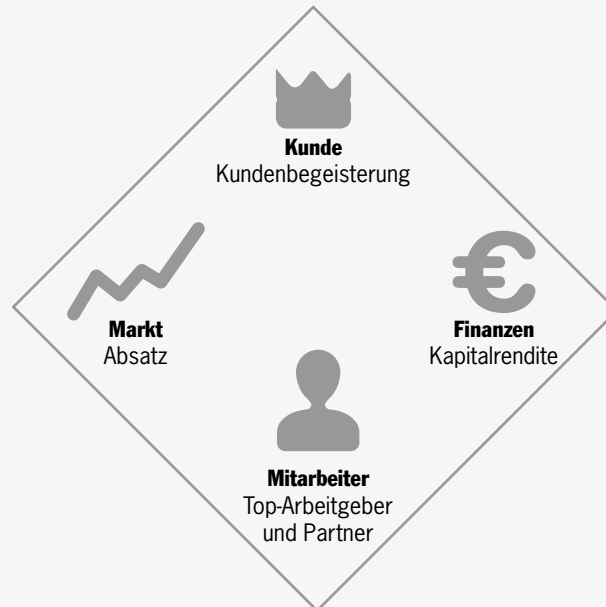 Kunde
Kundenbegeisterung
Markt
Absatz
Finanzen
Kapitalrendite
Mitarbeiter
Top-Arbeitgeber
und Partner